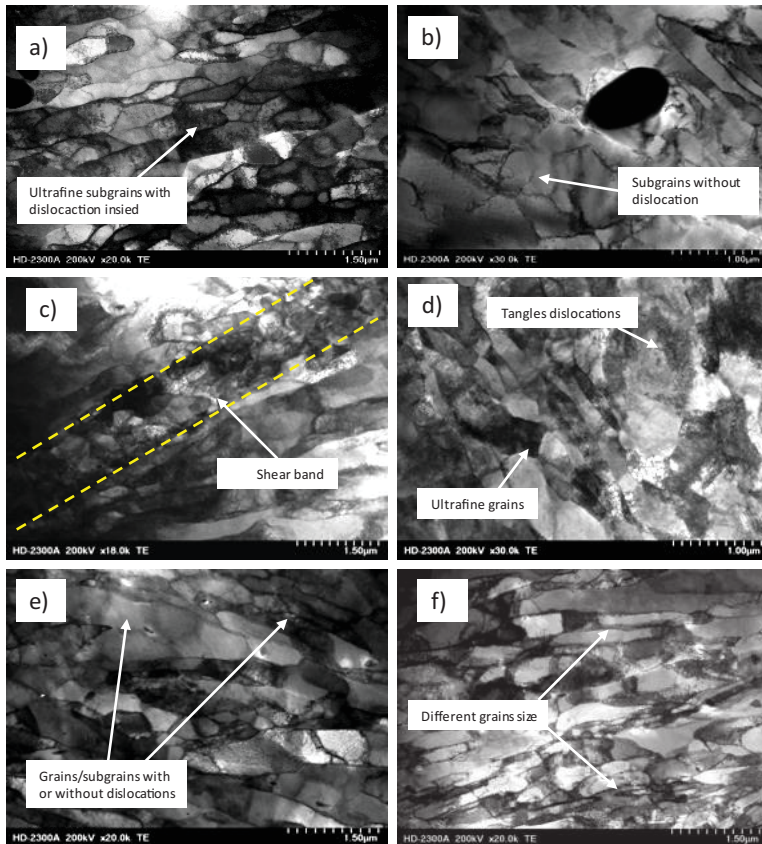 a)
Ultrafine subgrains with
dislocaction insied
HD-2300A 200kV x20.0k TE
1.50μm
b)
Subgrains without
dislocation
HD-2300A 200kV x30.0k TE
1.00μm
c)
Shear band
HD-2300A 200kV x18.0k TE
1.50μm
d)
Tangles dislocations
Ultrafine grains
HD-2300A 200kV x30.0k TE
1.00μm
e)
Grains/subgrains with
or without dislocations
HD-2300A 200kV x20.0k TE
1.50μm
f)
Different grains size
HD-2300A 200kV x20.0k TE
1.50μm